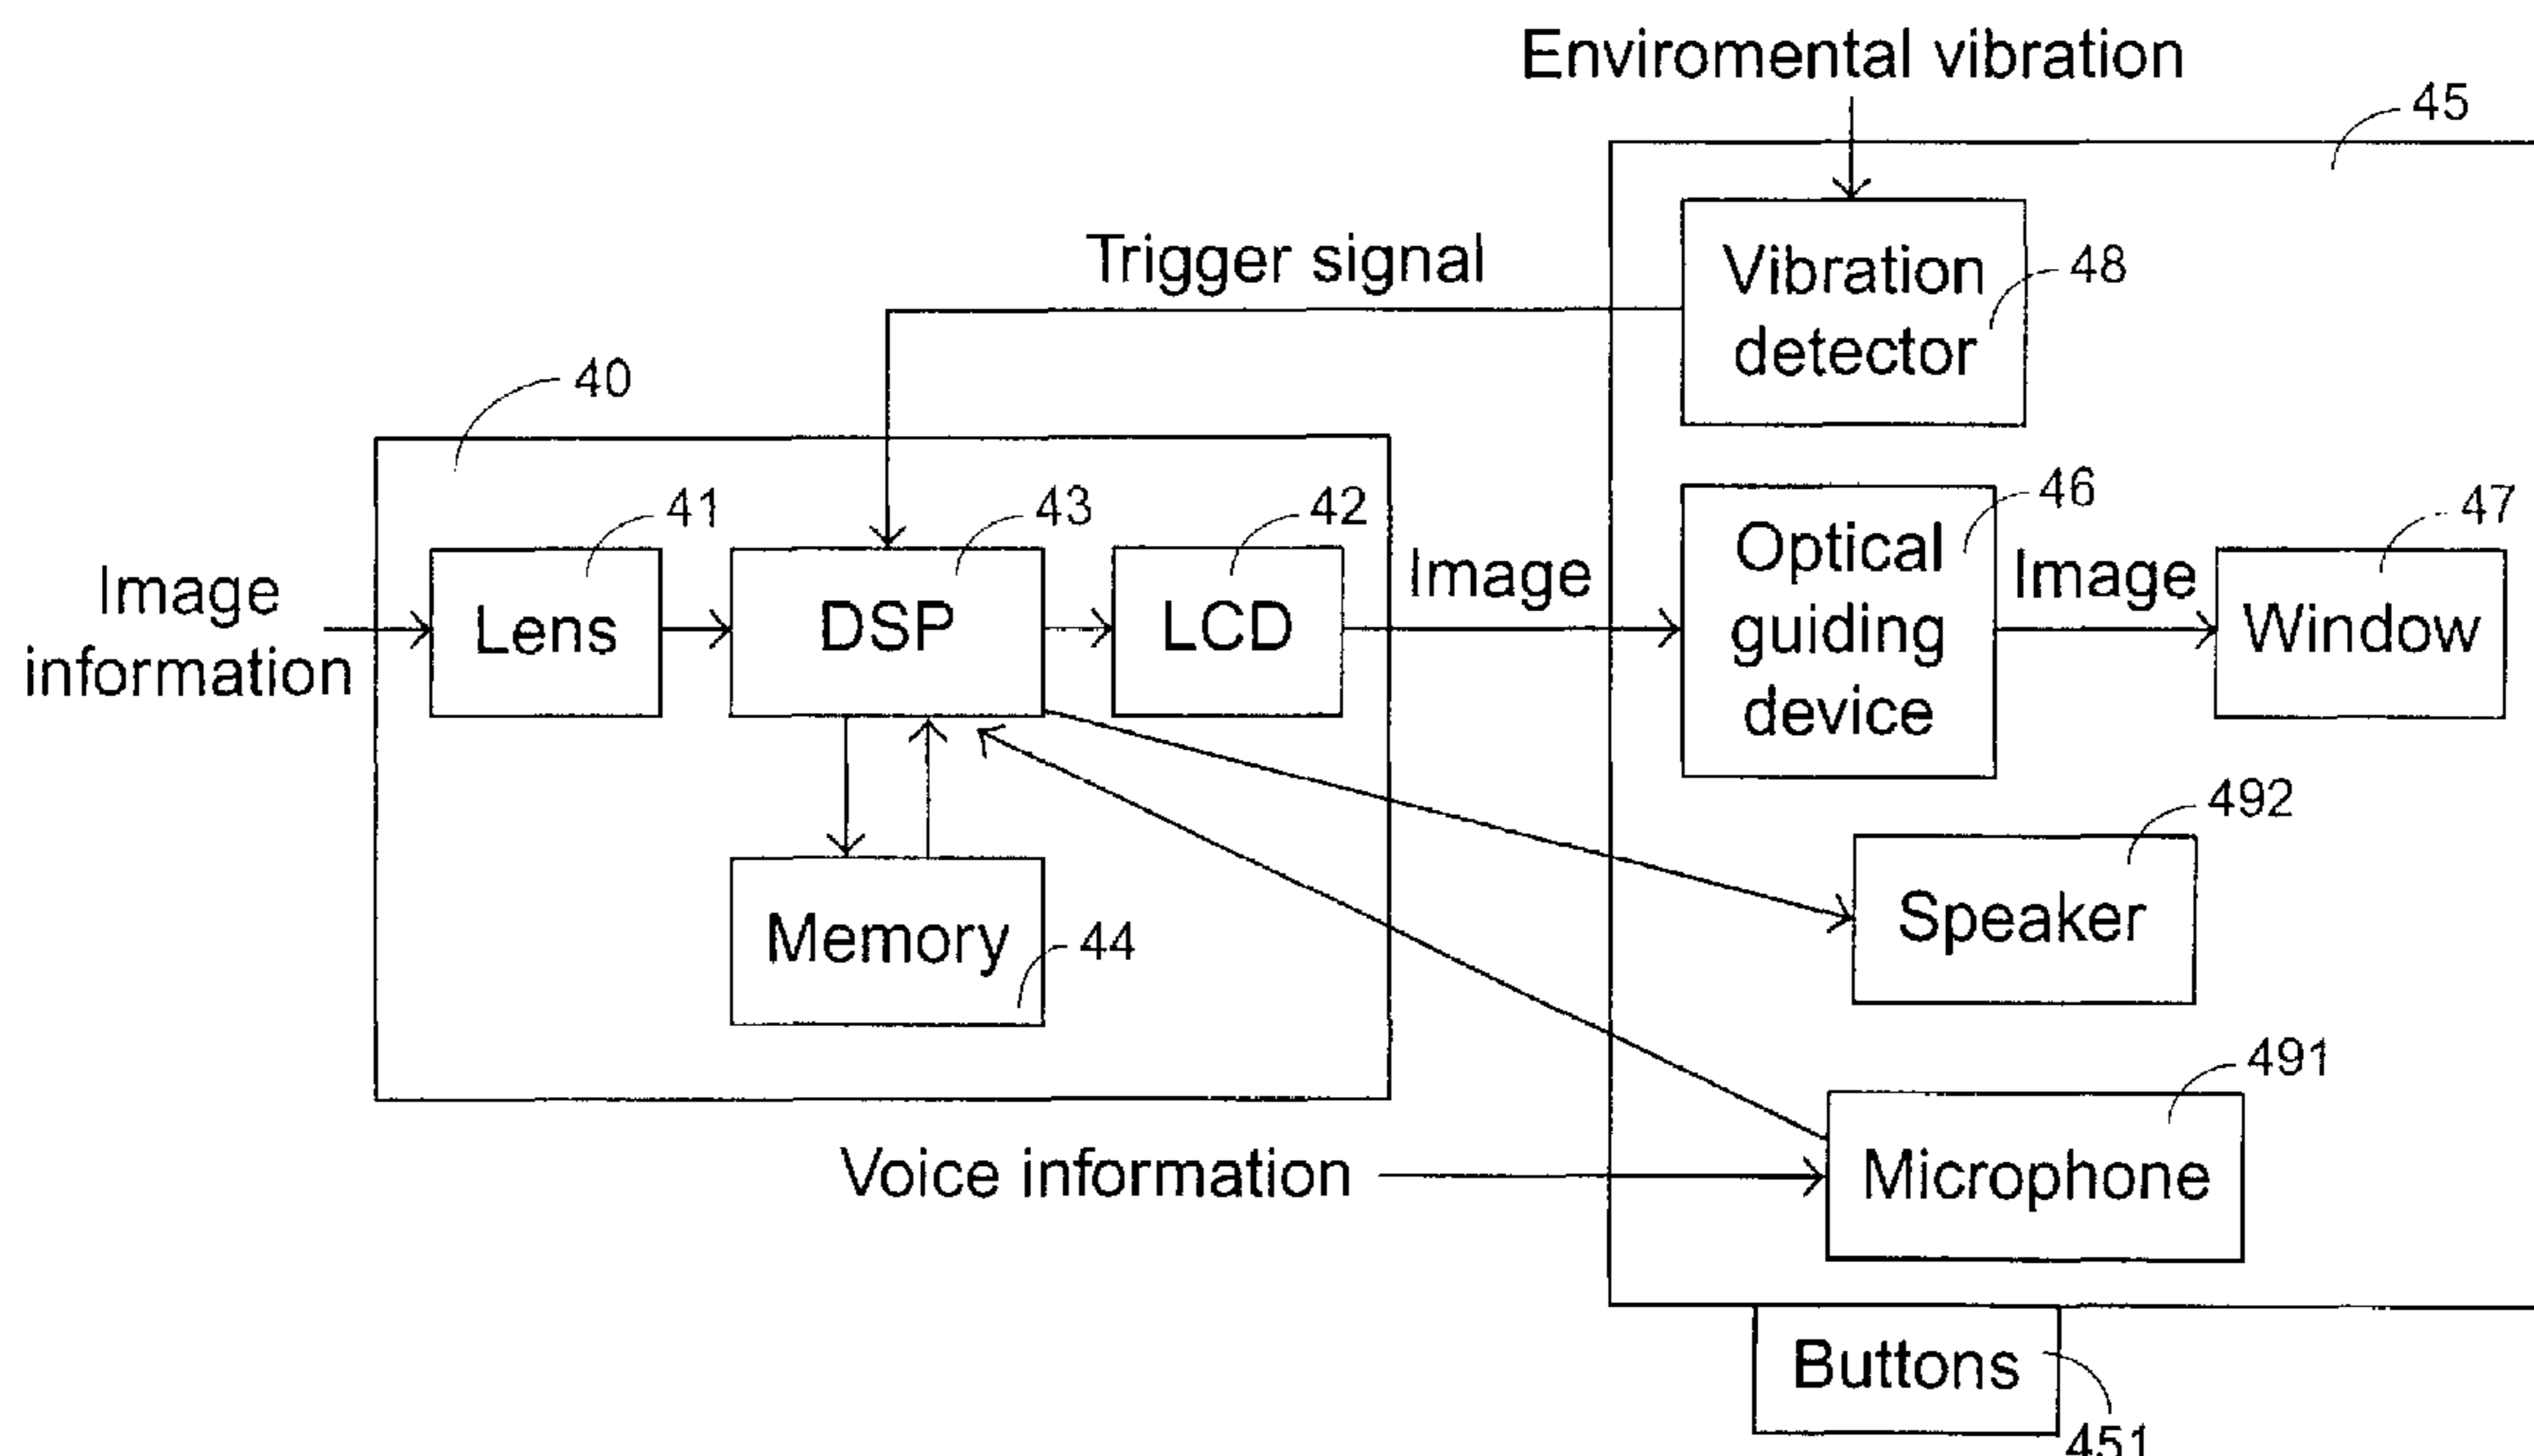 Enviromental vibration
45
Trigger signal
Vibration
detector
48
40
41
43
42
46
47
Image
information
Lens
DSP
LCD
Image
Optical
guiding
device
Image
Window
492
Memory
44
Speaker
491
Voice information
Microphone
Buttons
451